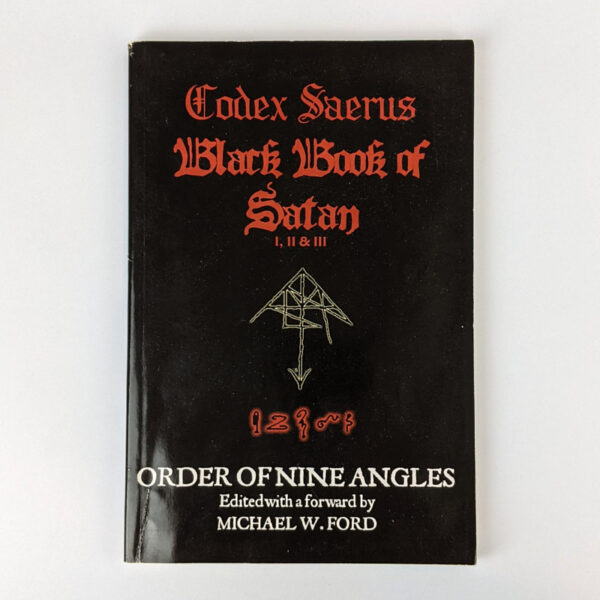 Codex Saerus
Black Book of
Satan
I, II & III
ORDER OF NINE ANGLES
Edited with a forward by
MICHAEL W. FORD